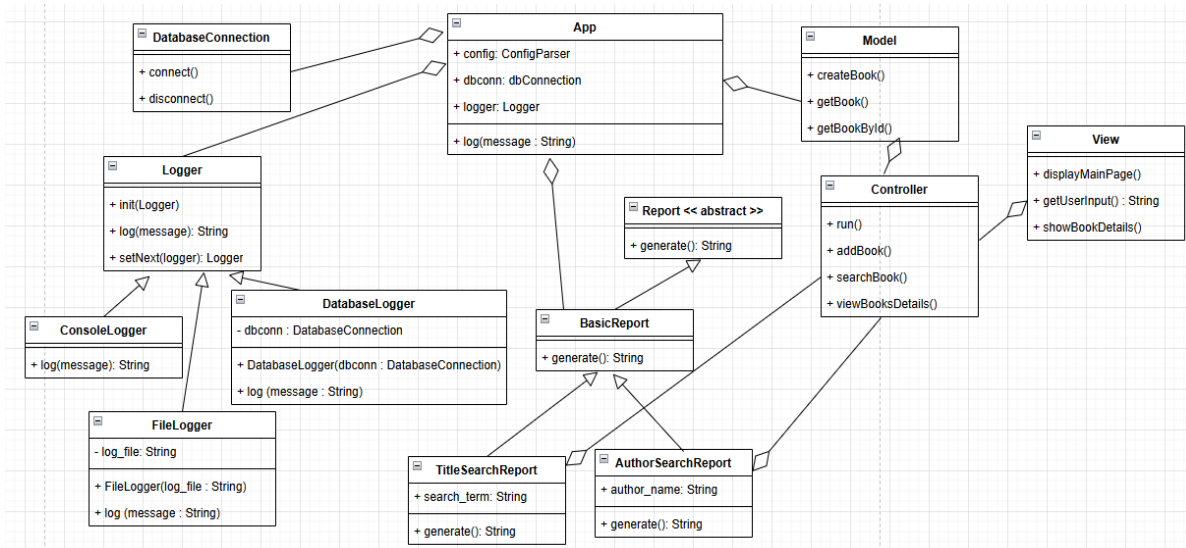 DatabaseConnection
+ connect()
+ disconnect()
App
+ config: ConfigParser
+ dbconn: dbConnection
+ logger: Logger
+ log(message : String)
Model
+ createBook()
+ getBook()
+ getBookById()
View
+ displayMainPage()
+ getUserInput() : String
+ showBookDetails()
Logger
+ init(Logger)
+ log(message): String
+ setNext(logger): Logger
Report << abstract >>
+ generate(): String
Controller
+ run()
+ addBook()
+ searchBook()
+ viewBooksDetails()
ConsoleLogger
+ log(message): String
DatabaseLogger
- dbconn : DatabaseConnection
+ DatabaseLogger(dbconn : DatabaseConnection)
+ log (message : String)
BasicReport
+ generate(): String
FileLogger
- log_file: String
+ FileLogger(log_file : String)
+ log (message : String)
TitleSearchReport
+ search_term: String
+ generate(): String
AuthorSearchReport
+ author_name: String
+ generate(): String